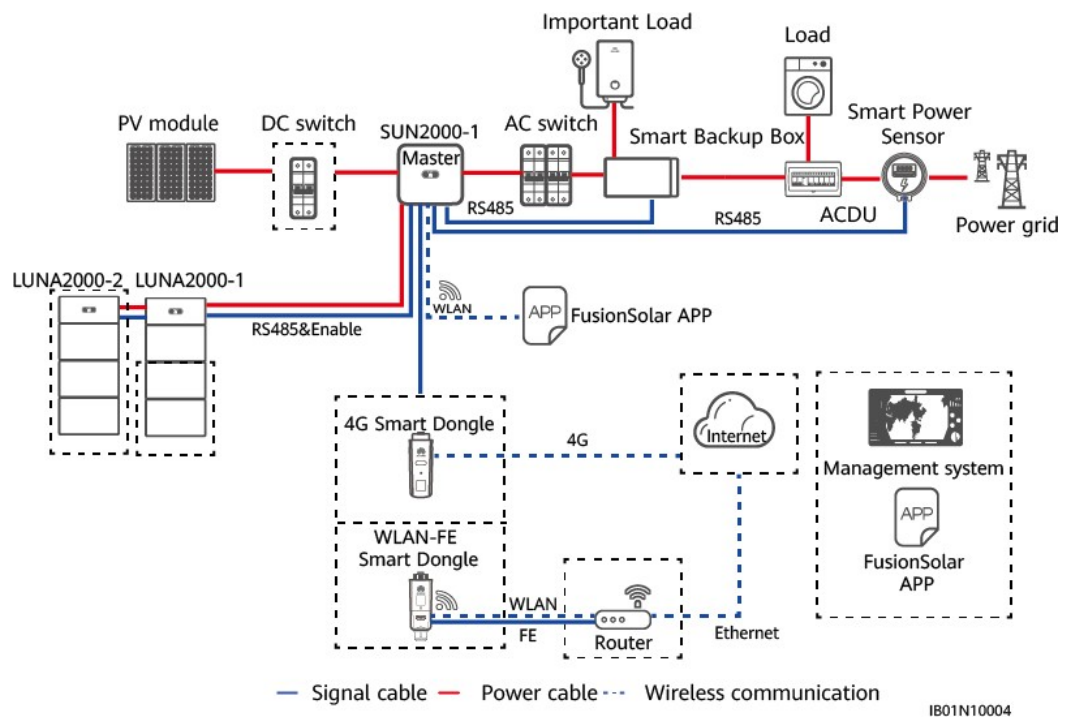 Important Load
Load
PV module
DC switch
SUN2000-1
Master
AC switch
Smart Backup Box
Smart Power
Sensor
RS485
RS485
ACDU
Power grid
LUNA2000-2
LUNA2000-1
RS485&Enable
WLAN
APP
FusionSolar APP
4G Smart Dongle
4G
Internet
Management system
APP
FusionSolar
APP
WLAN-FE
Smart Dongle
WLAN
FE
Router
Ethernet
Signal cable
Power cable
Wireless communication
IB01N10004